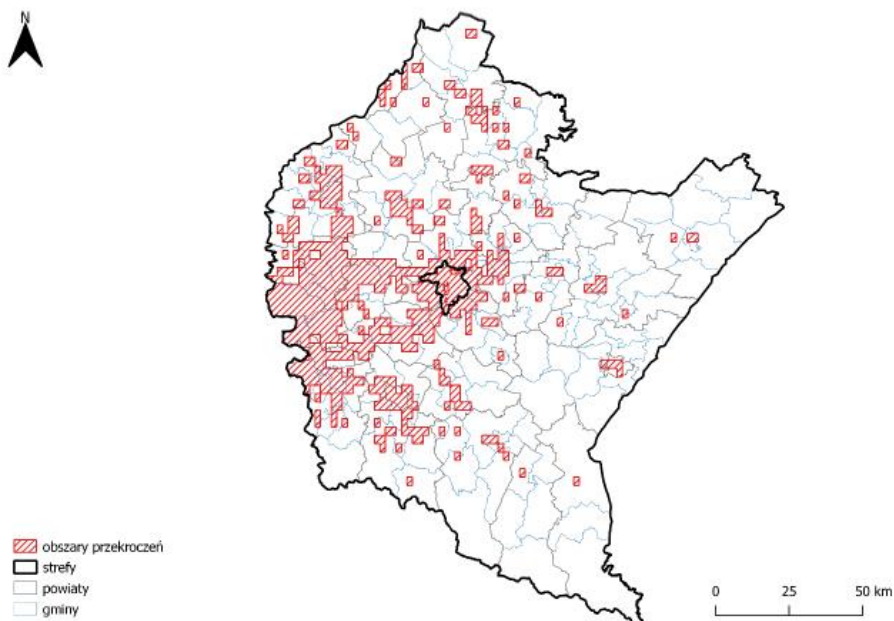 N
obszary przekroczeń
strefy
powiaty
gminy
0 25 50 km